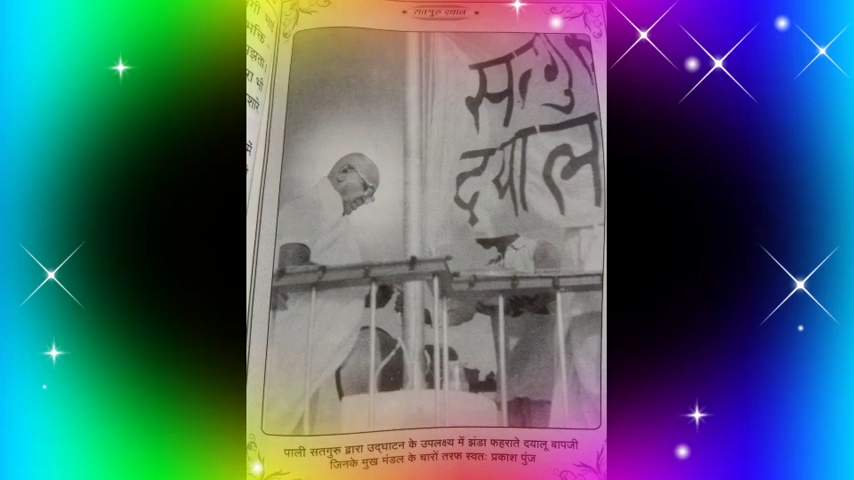 सतगुरु दयाल
सतगुरु
दयाल
पाली सतगुरु द्वारा उद्घाटन के उपलक्ष्य में झंडा फहराते दयालू बापजी
जिनके मुख मंडल के चारों तरफ स्वतः प्रकाश पुंज